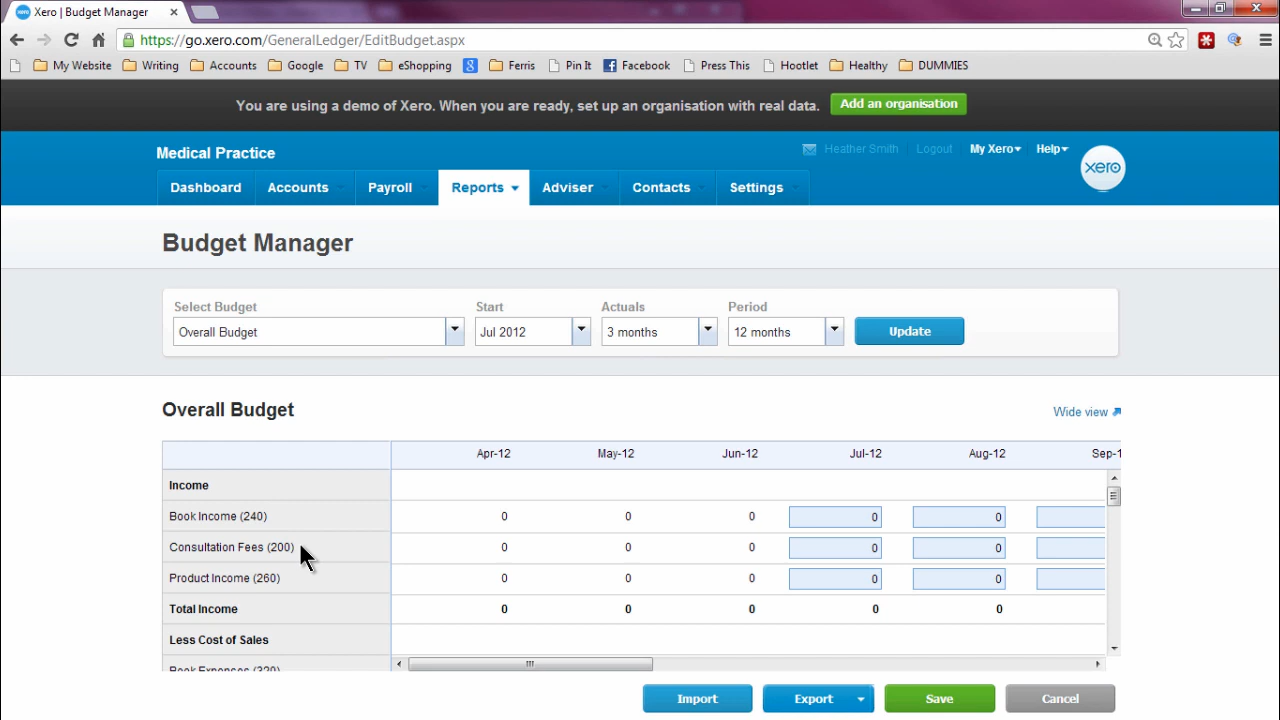 Xero | Budget Manager
https://go.xero.com/GeneralLedger/EditBudget.aspx
My Website Writing Accounts Google TV eShopping 8 Ferris Pin It Facebook Press This Hootlet Healthy DUMMIES
You are using a demo of Xero. When you are ready, set up an organisation with real data. Add an organisation
Medical Practice Heather Smith Logout My Xero Help xero
Dashboard Accounts Payroll Reports Adviser Contacts Settings
Budget Manager
Select Budget Start Actuals Period
Overall Budget Jul 2012 3 months 12 months Update
Overall Budget Wide view
Apr-12 May-12 Jun-12 Jul-12 Aug-12 Sep-1
Income
Book Income (240) 0 0 0 0 0
Consultation Fees (200) 0 0 0 0 0
Product Income (260) 0 0 0 0 0
Total Income 0 0 0 0 0
Less Cost of Sales
Book Expenses (320)
Import Export Save Cancel